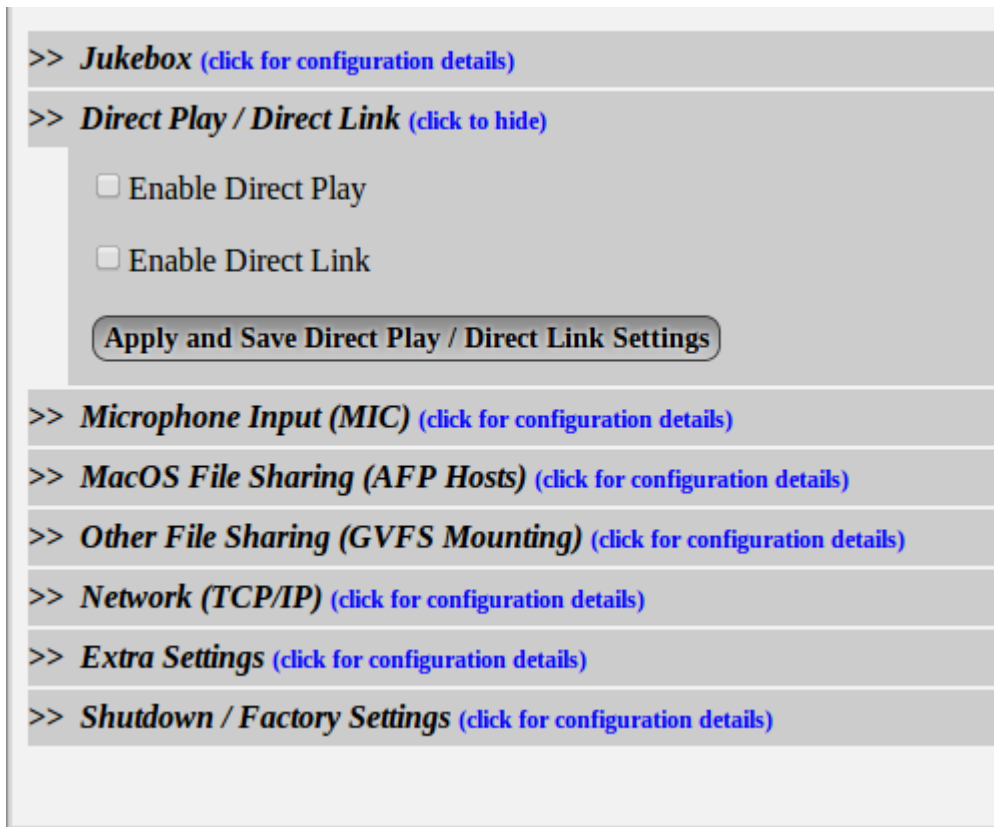 >> Jukebox (click for configuration details)
>> Direct Play / Direct Link (click to hide)
Enable Direct Play
Enable Direct Link
Apply and Save Direct Play / Direct Link Settings
>> Microphone Input (MIC) (click for configuration details)
>> MacOS File Sharing (AFP Hosts) (click for configuration details)
>> Other File Sharing (GVFS Mounting) (click for configuration details)
>> Network (TCP/IP) (click for configuration details)
>> Extra Settings (click for configuration details)
>> Shutdown / Factory Settings (click for configuration details)